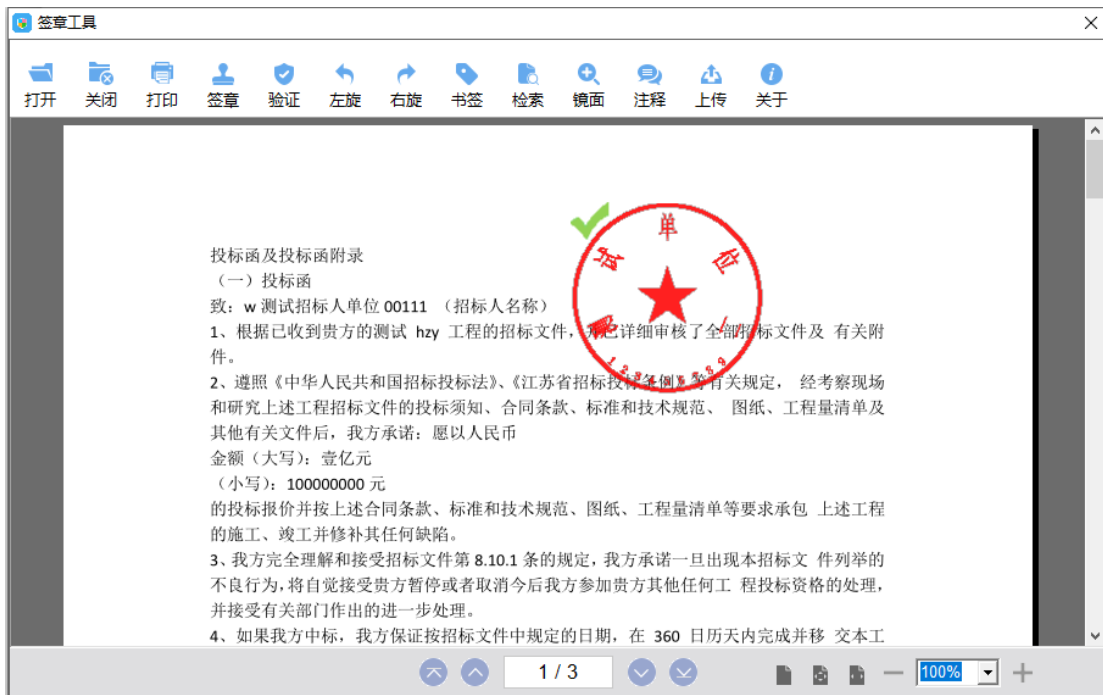 签章工具
打开 关闭 打印 签章 验证 左旋 右旋 书签 检索 镜面 注释 上传 关于
试 单 位
投标函及投标函附录
（一）投标函
致：w 测试招标人单位 00111 （招标人名称）
1、根据已收到贵方的测试 hzy 工程的招标文件，并已详细审核了全部招标文件及 有关附
件。
2、遵照《中华人民共和国招标投标法》、《江苏省招标投标条例》等有关规定， 经考察现场
和研究上述工程招标文件的投标须知、合同条款、标准和技术规范、 图纸、工程量清单及
其他有关文件后，我方承诺：愿以人民币
金额（大写）：壹亿元
（小写）：100000000 元
的投标报价并按上述合同条款、标准和技术规范、图纸、工程量清单等要求承包 上述工程
的施工、竣工并修补其任何缺陷。
3、我方完全理解和接受招标文件第 8.10.1 条的规定，我方承诺一旦出现本招标文 件列举的
不良行为，将自觉接受贵方暂停或者取消今后我方参加贵方其他任何工 程投标资格的处理，
并接受有关部门作出的进一步处理。
4、如果我方中标，我方保证按招标文件中规定的日期，在 360 日历天内完成并移 交本工
1 / 3
100%